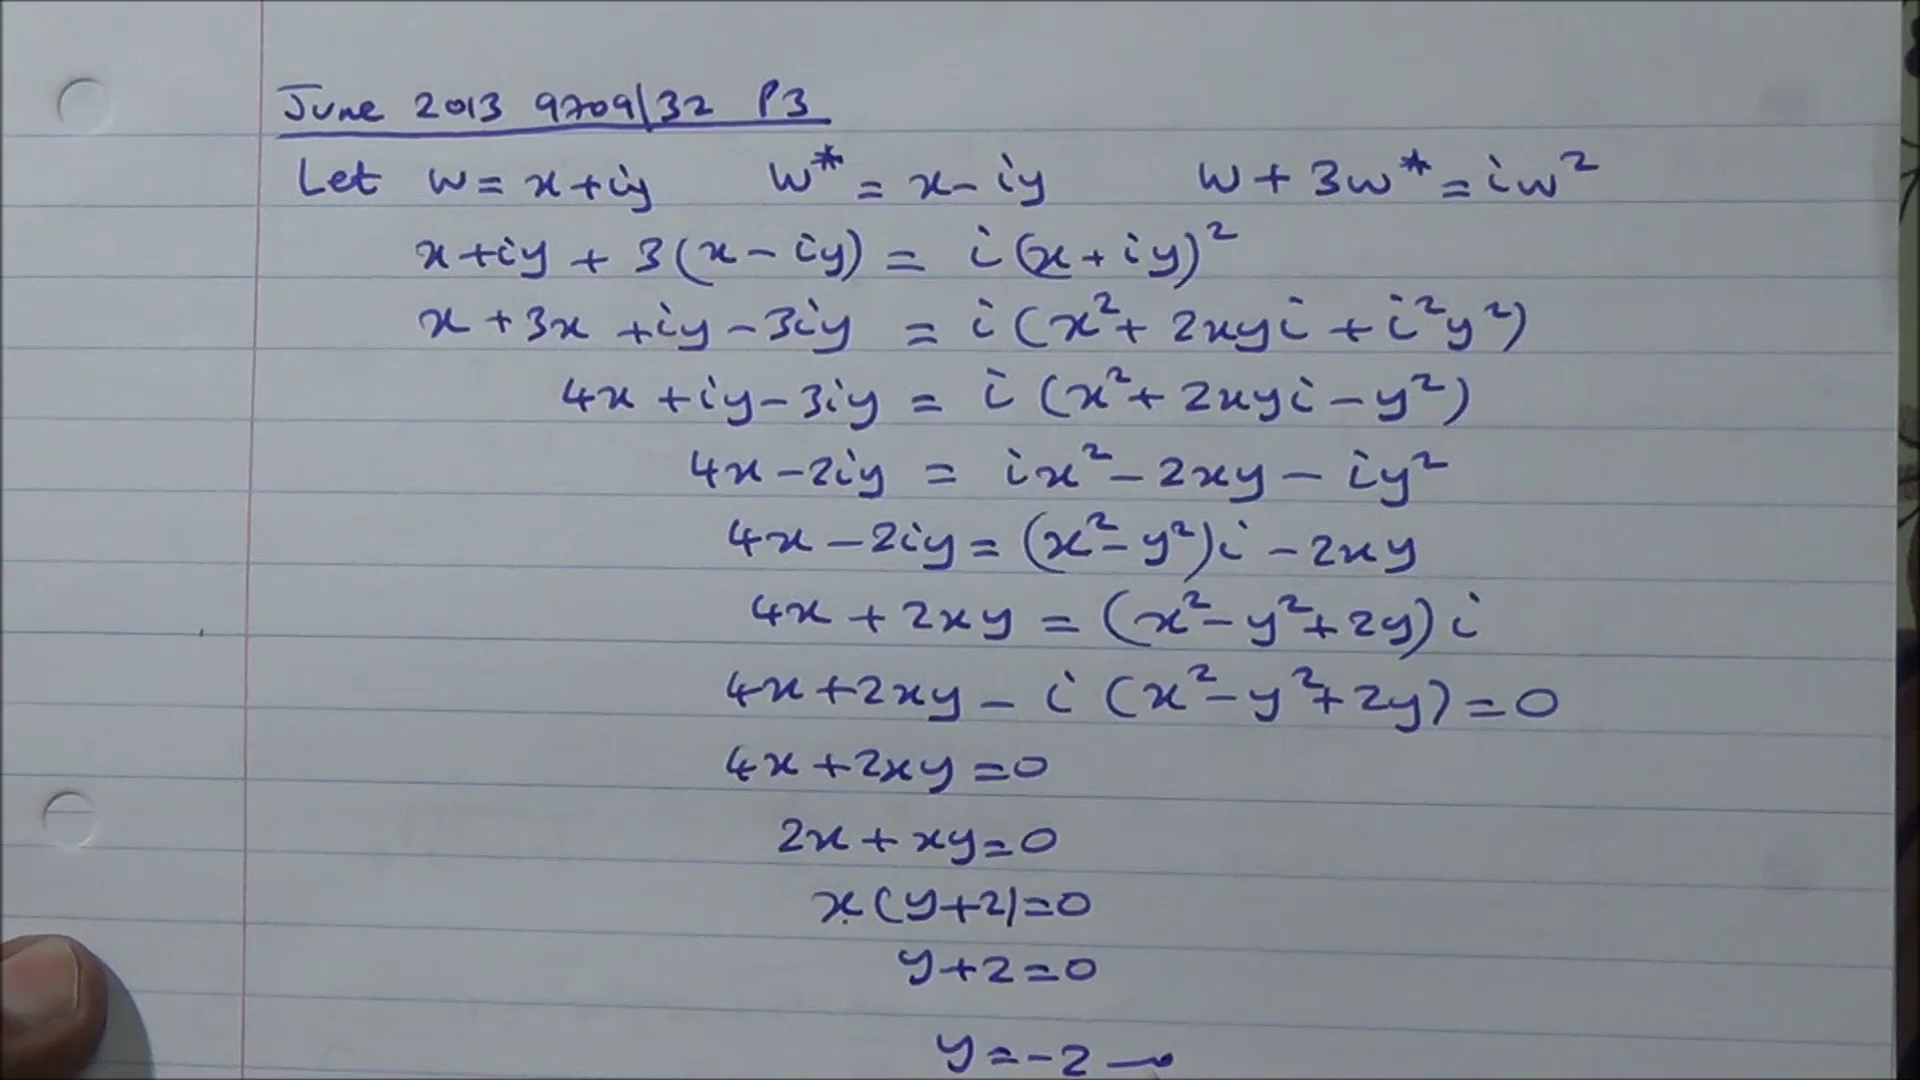 June 2013 9709/32 P3
Let w = x+iy w* = x-iy w + 3w* = iw²
x+iy + 3(x-iy) = i(x+iy)²
x+3x +iy-3iy = i(x²+2xyi+i²y²)
4x+iy-3iy = i(x²+2xyi-y²)
4x-2iy = ix²-2xy-iy²
4x-2iy = (x²-y²)i-2xy
4x+2xy = (x²-y²+2y)i
4x+2xy-i(x²-y²+2y)=0
4x+2xy=0
2x+xy=0
x(y+2)=0
y+2=0
y=-2